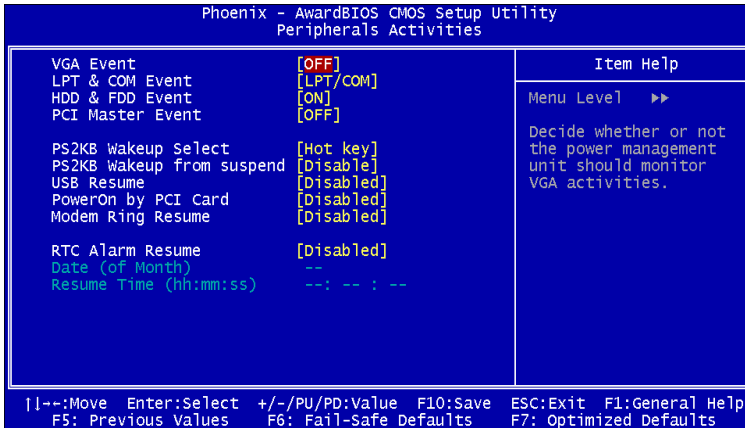 Phoenix - AwardBIOS CMOS Setup Utility
Peripherals Activities
VGA Event [OFF]
LPT & COM Event [LPT/COM]
HDD & FDD Event [ON]
PCI Master Event [OFF]
PS2KB Wakeup Select [Hot key]
PS2KB Wakeup from suspend [Disable]
USB Resume [Disabled]
PowerOn by PCI Card [Disabled]
Modem Ring Resume [Disabled]
RTC Alarm Resume [Disabled]
Date (of Month) --
Resume Time (hh:mm:ss) --: -- : --
Item Help
Menu Level ►►
Decide whether or not
the power management
unit should monitor
VGA activities.
↑↓→←:Move Enter:Select +/-/PU/PD:Value F10:Save ESC:Exit F1:General Help
F5: Previous Values F6: Fail-Safe Defaults F7: Optimized Defaults